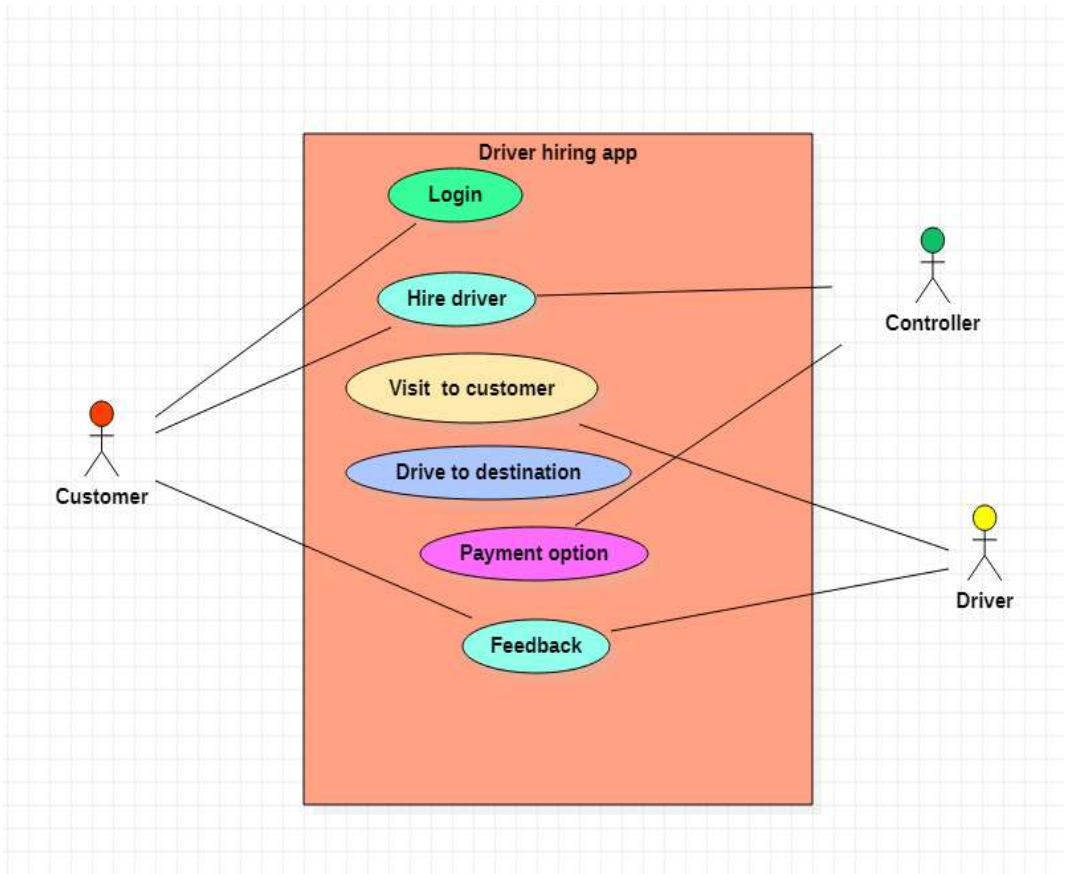 Driver hiring app
Login
Hire driver
Controller
Visit  to customer
Drive to destination
Customer
Payment option
Driver
Feedback